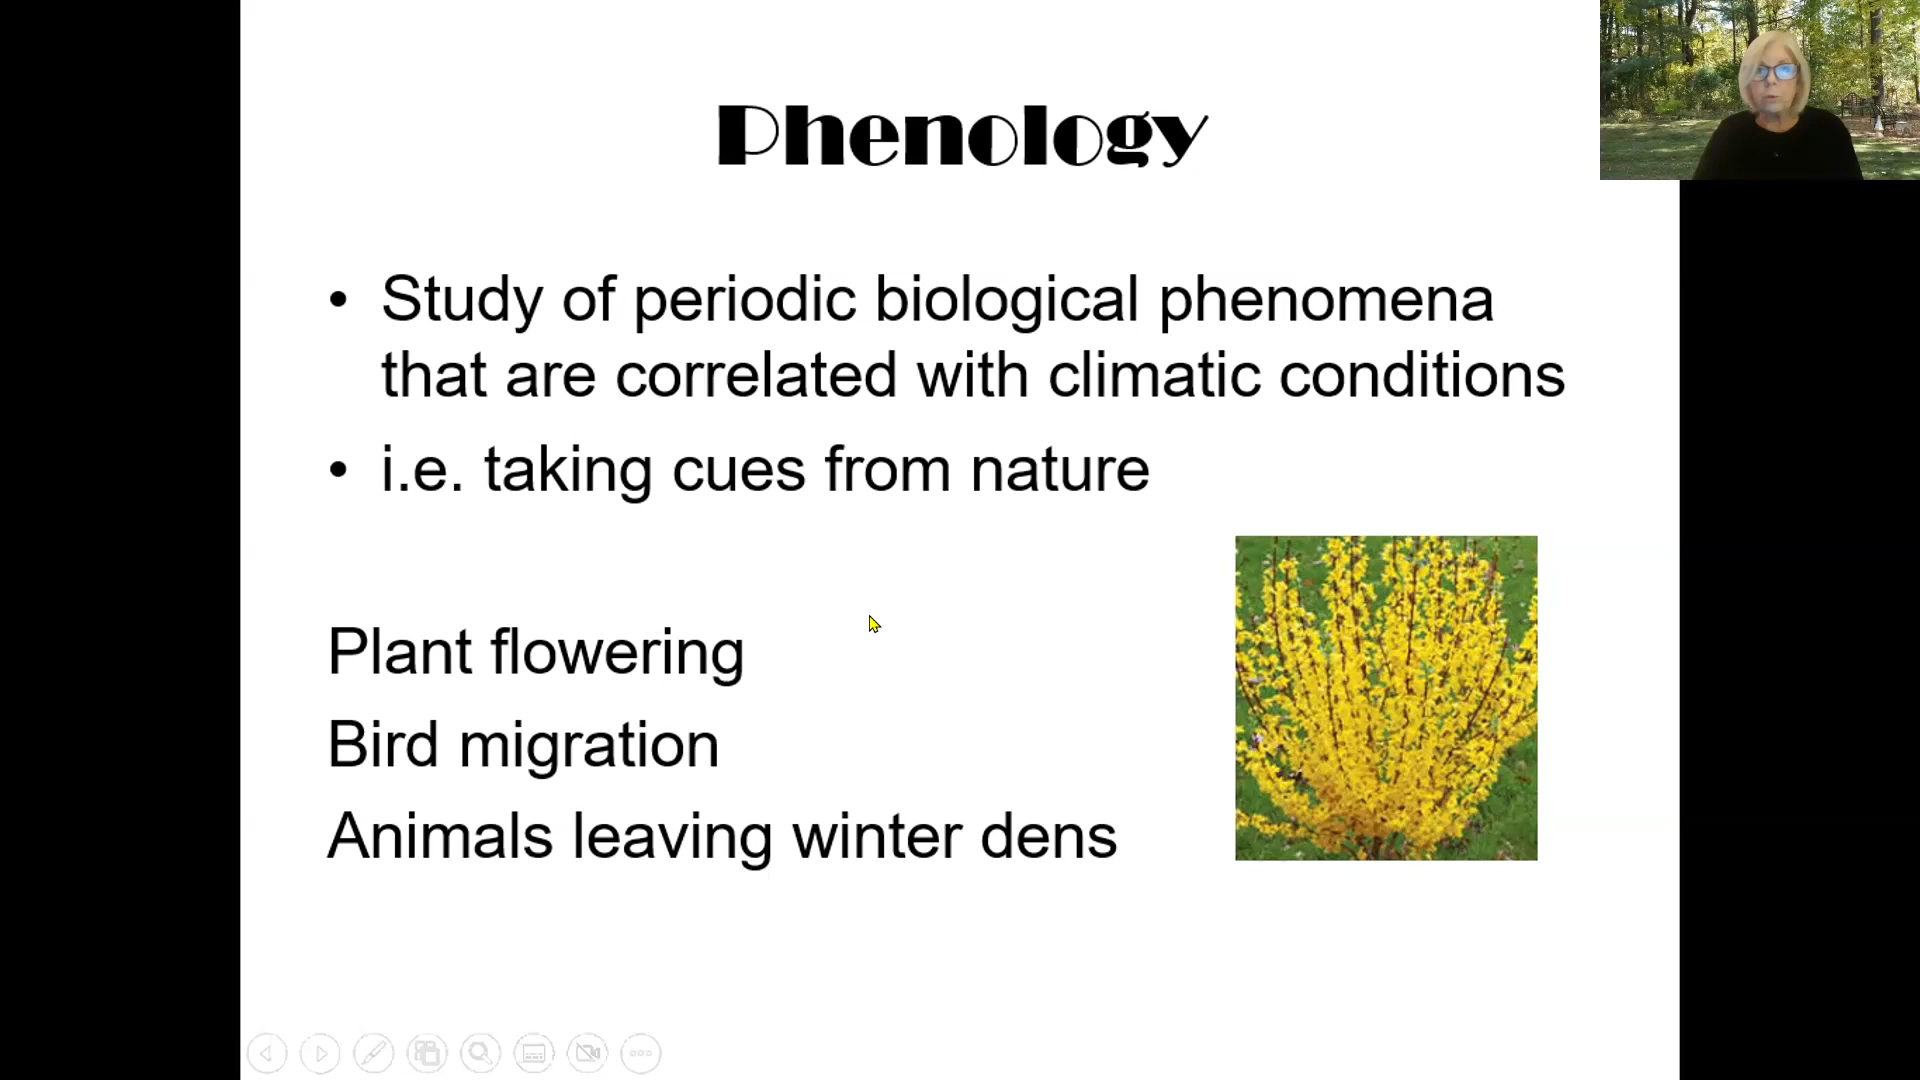 Phenology
• Study of periodic biological phenomena
that are correlated with climatic conditions
• i.e. taking cues from nature
Plant flowering
Bird migration
Animals leaving winter dens